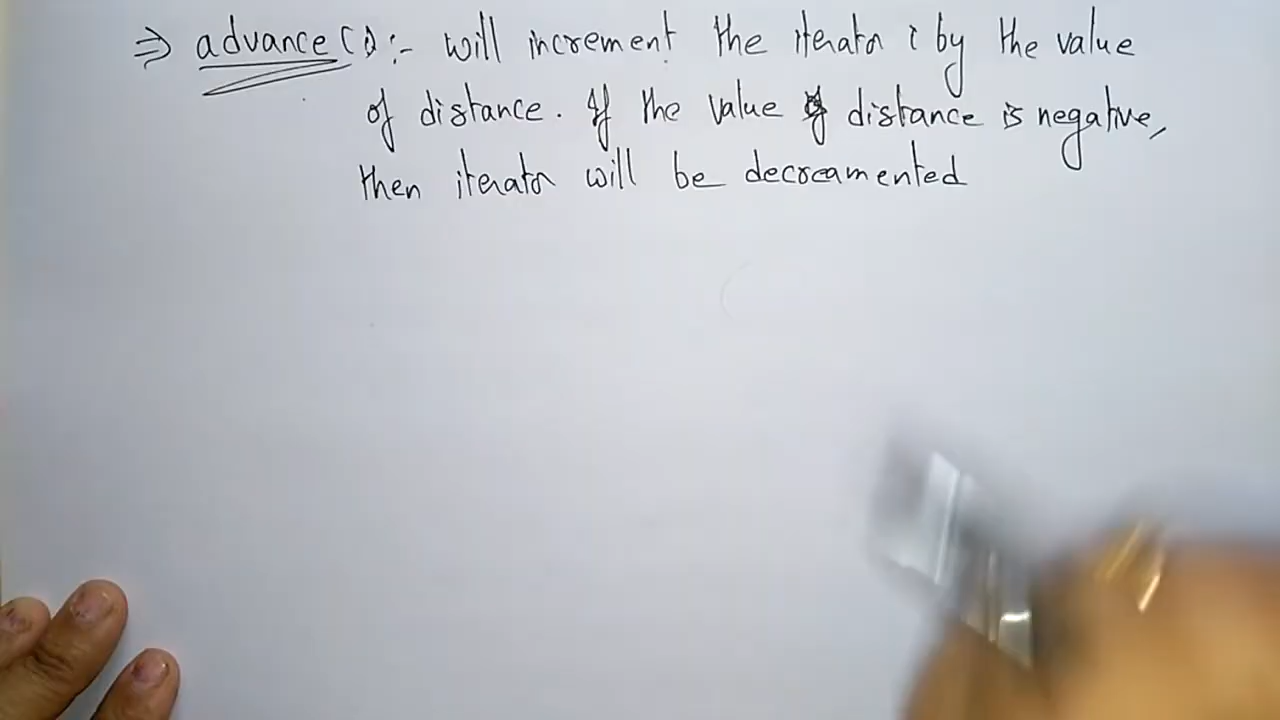 ⇒ advance():- will increment the iterator i by the value
of distance. If the value of distance is negative,
then iterator will be decreamented